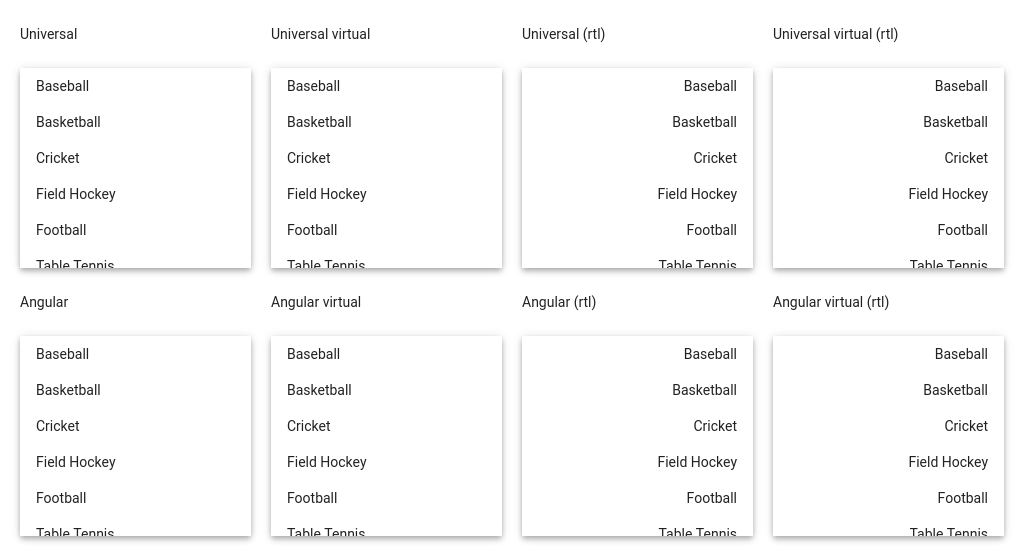 Universal
Universal virtual
Universal (rtl)
Universal virtual (rtl)
Baseball
Basketball
Cricket
Field Hockey
Football
Table Tennis
Baseball
Basketball
Cricket
Field Hockey
Football
Table Tennis
Baseball
Basketball
Cricket
Field Hockey
Football
Table Tennis
Baseball
Basketball
Cricket
Field Hockey
Football
Table Tennis
Angular
Angular virtual
Angular (rtl)
Angular virtual (rtl)
Baseball
Basketball
Cricket
Field Hockey
Football
Table Tennis
Baseball
Basketball
Cricket
Field Hockey
Football
Table Tennis
Baseball
Basketball
Cricket
Field Hockey
Football
Table Tennis
Baseball
Basketball
Cricket
Field Hockey
Football
Table Tennis